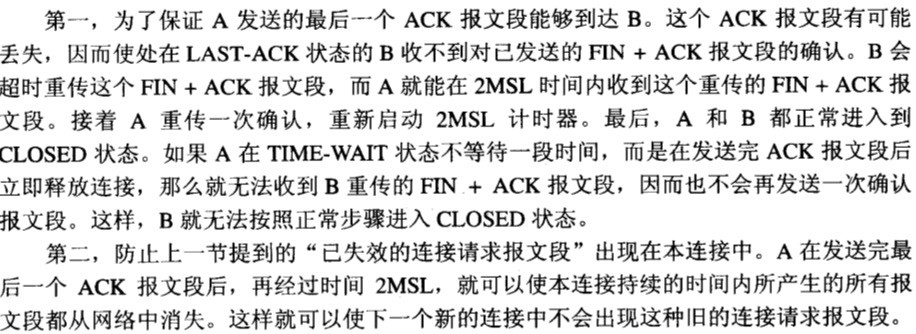 第一，为了保证 A 发送的最后一个 ACK 报文段能够到达 B。这个 ACK 报文段有可能
丢失，因而使处在 LAST-ACK 状态的 B 收不到对已发送的 FIN + ACK 报文段的确认。B 会
超时重传这个 FIN + ACK 报文段，而 A 就能在 2MSL 时间内收到这个重传的 FIN + ACK 报
文段。接着 A 重传一次确认，重新启动 2MSL 计时器。最后，A 和 B 都正常进入到
CLOSED 状态。如果 A 在 TIME-WAIT 状态不等待一段时间，而是在发送完 ACK 报文段后
立即释放连接，那么就无法收到 B 重传的 FIN + ACK 报文段，因而也不会再发送一次确认
报文段。这样，B 就无法按照正常步骤进入 CLOSED 状态。
第二，防止上一节提到的“已失效的连接请求报文段”出现在本连接中。A 在发送完最
后一个 ACK 报文段后，再经过时间 2MSL，就可以使本连接持续的时间内所产生的所有报
文段都从网络中消失。这样就可以使下一个新的连接中不会出现这种旧的连接请求报文段。